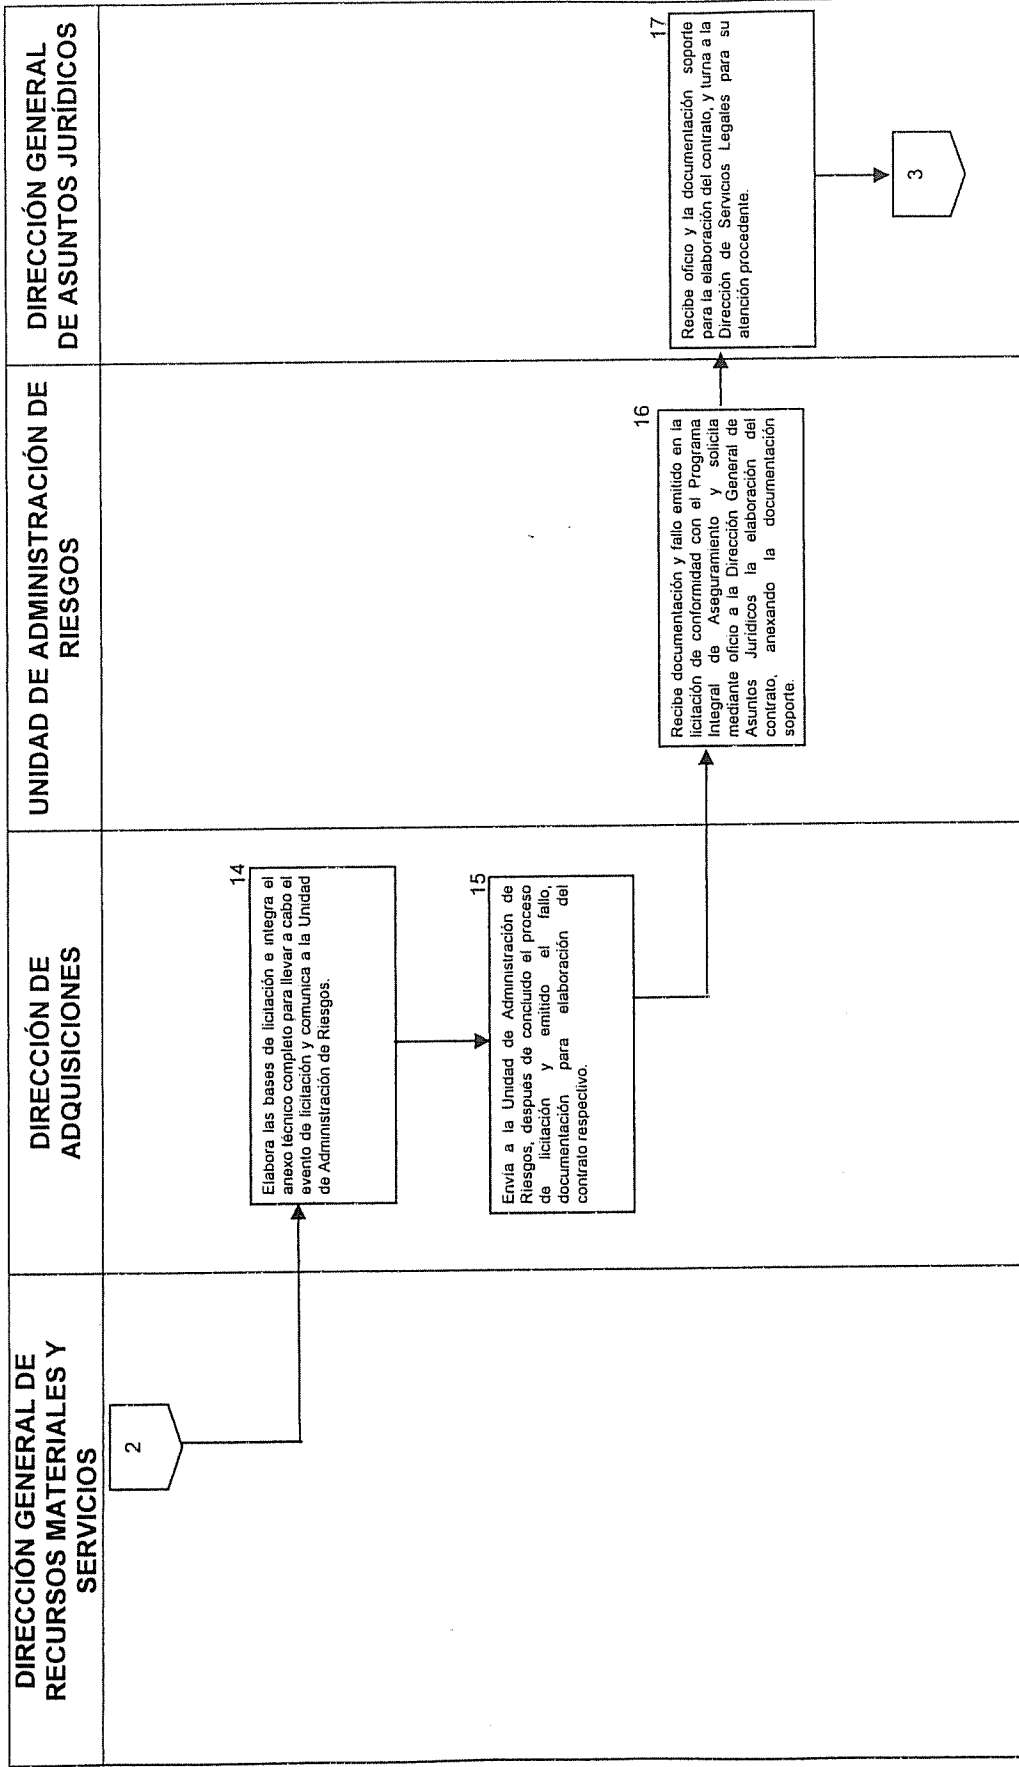 DIRECCIÓN GENERAL DE
RECURSOS MATERIALES Y
SERVICIOS
DIRECCIÓN DE
ADQUISICIONES
UNIDAD DE ADMINISTRACIÓN DE
RIESGOS
DIRECCIÓN GENERAL
DE ASUNTOS JURÍDICOS
2
14
Elabora las bases de licitación e integra el
anexo técnico completo para llevar a cabo el
evento de licitación y comunica a la Unidad
de Administración de Riesgos.
15
Envía a la Unidad de Administración de
Riesgos, después de concluido el proceso
de licitación y emitido el fallo,
documentación para elaboración del
contrato respectivo.
16
Recibe documentación y fallo emitido en la
licitación de conformidad con el Programa
Integral de Aseguramiento y solicita
mediante oficio a la Dirección General de
Asuntos Jurídicos la elaboración del
contrato, anexando la documentación
soporte.
17
Recibe oficio y la documentación soporte
para la elaboración del contrato, y turna a la
Dirección de Servicios Legales para su
atención procedente.
3